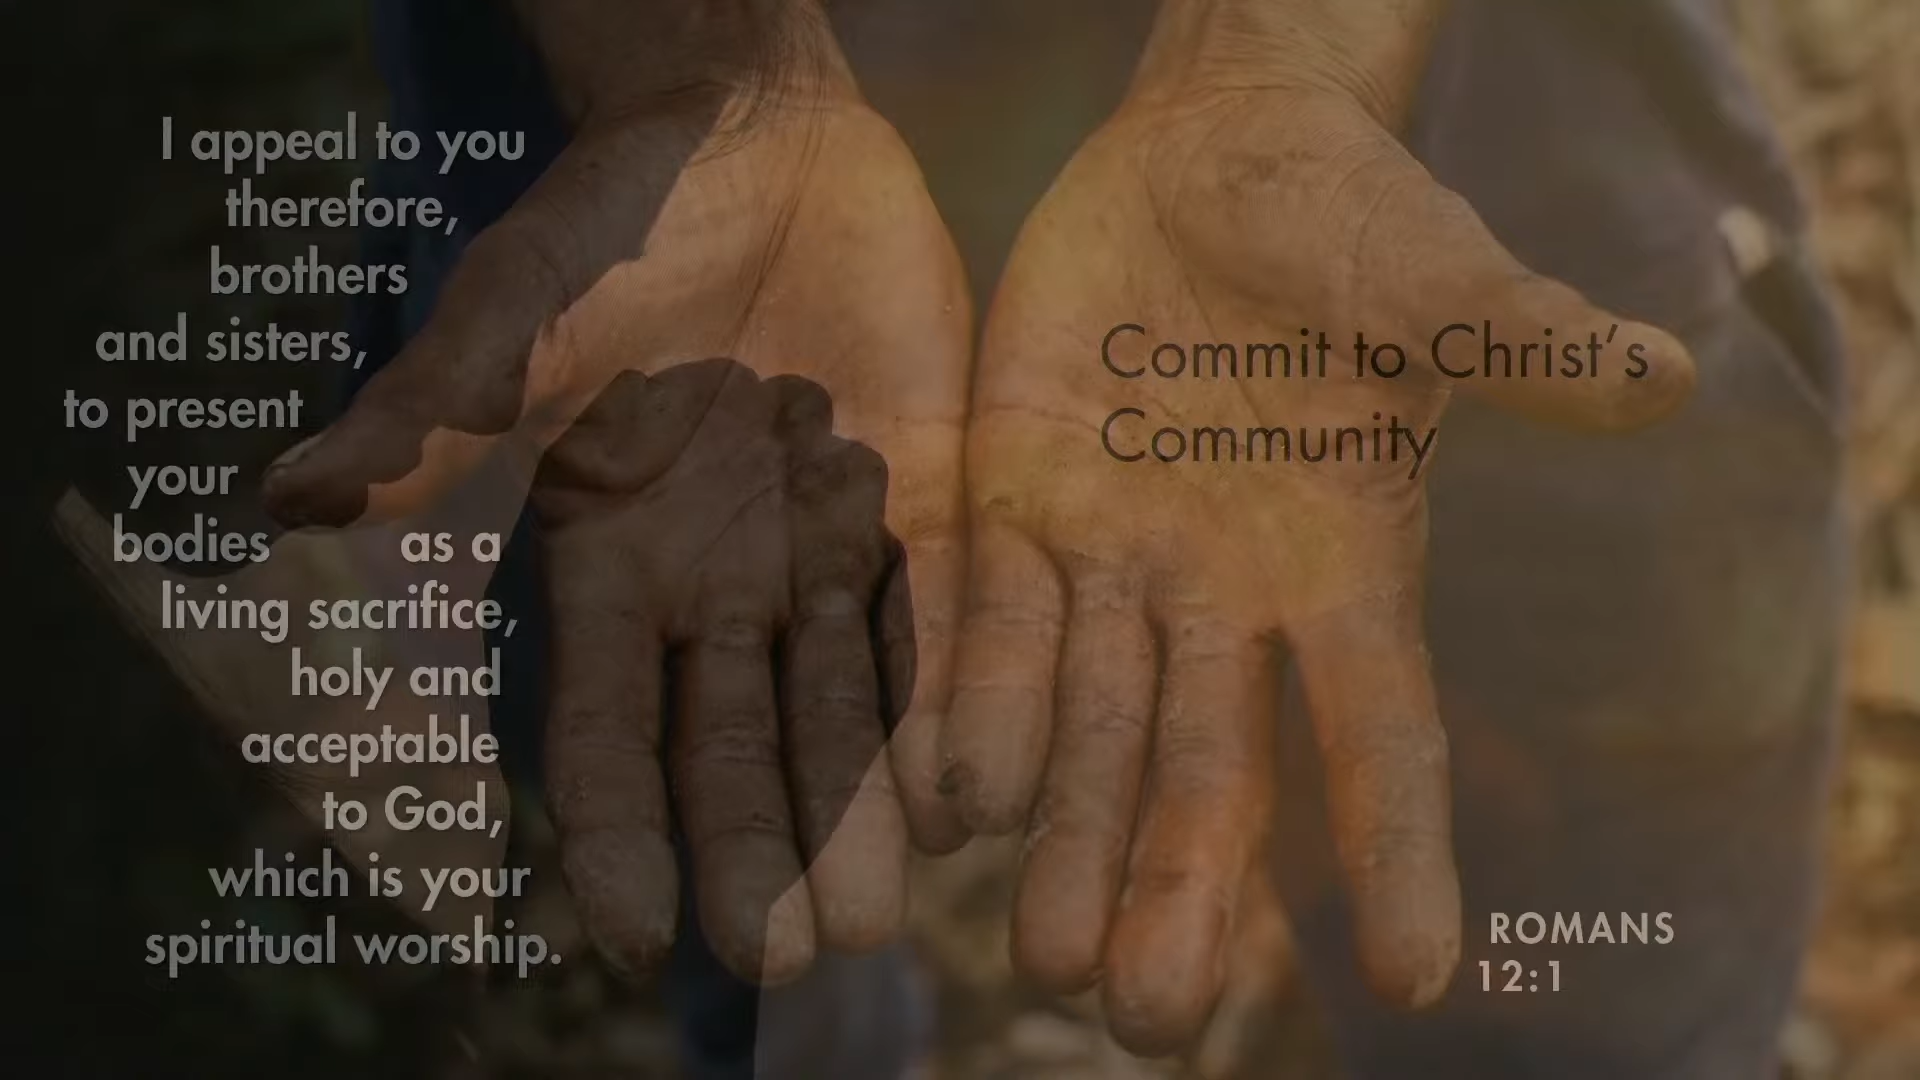 I appeal to you
therefore,
brothers
and sisters,
to present
your
bodies as a
living sacrifice,
holy and
acceptable
to God,
which is your
spiritual worship.
Commit to Christ’s
Community
ROMANS
12:1